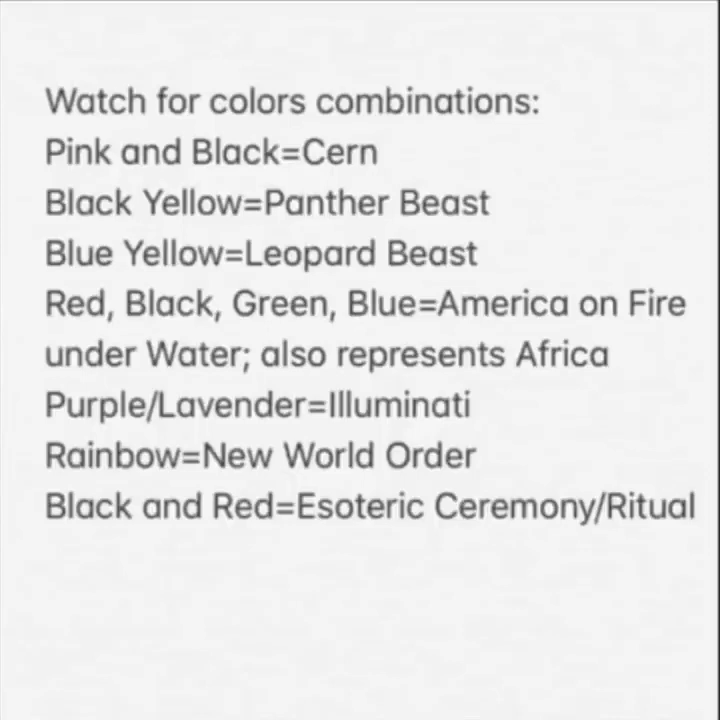 Watch for colors combinations:
Pink and Black=Cern
Black Yellow=Panther Beast
Blue Yellow=Leopard Beast
Red, Black, Green, Blue=America on Fire
under Water; also represents Africa
Purple/Lavender=Illuminati
Rainbow=New World Order
Black and Red=Esoteric Ceremony/Ritual